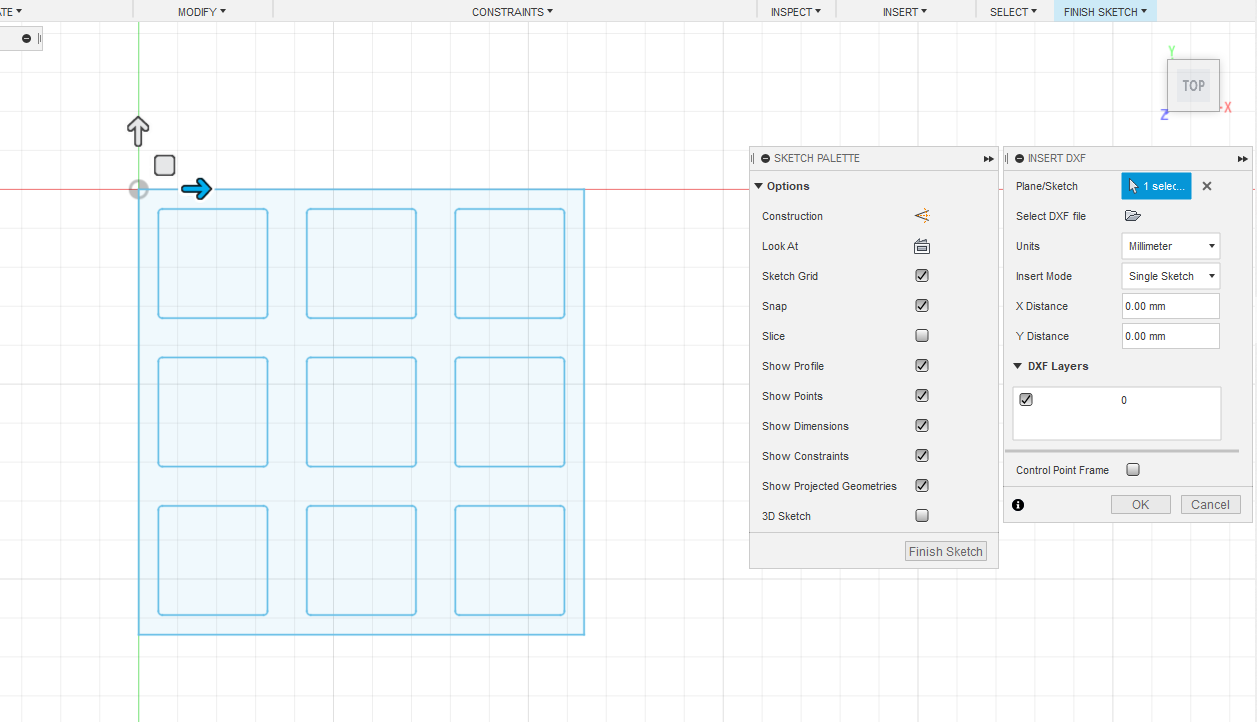 ATE▼
MODIFY▼
CONSTRAINTS▼
INSPECT▼
INSERT▼
SELECT▼
FINISH SKETCH▼
Y
TOP
X
Z
SKETCH PALETTE
Options
Construction
Look At
Sketch Grid
Snap
Slice
Show Profile
Show Points
Show Dimensions
Show Constraints
Show Projected Geometries
3D Sketch
Finish Sketch
INSERT DXF
Plane/Sketch 1 selec...
Select DXF file
Units Millimeter
Insert Mode Single Sketch
X Distance 0.00 mm
Y Distance 0.00 mm
DXF Layers
0
Control Point Frame
OK Cancel